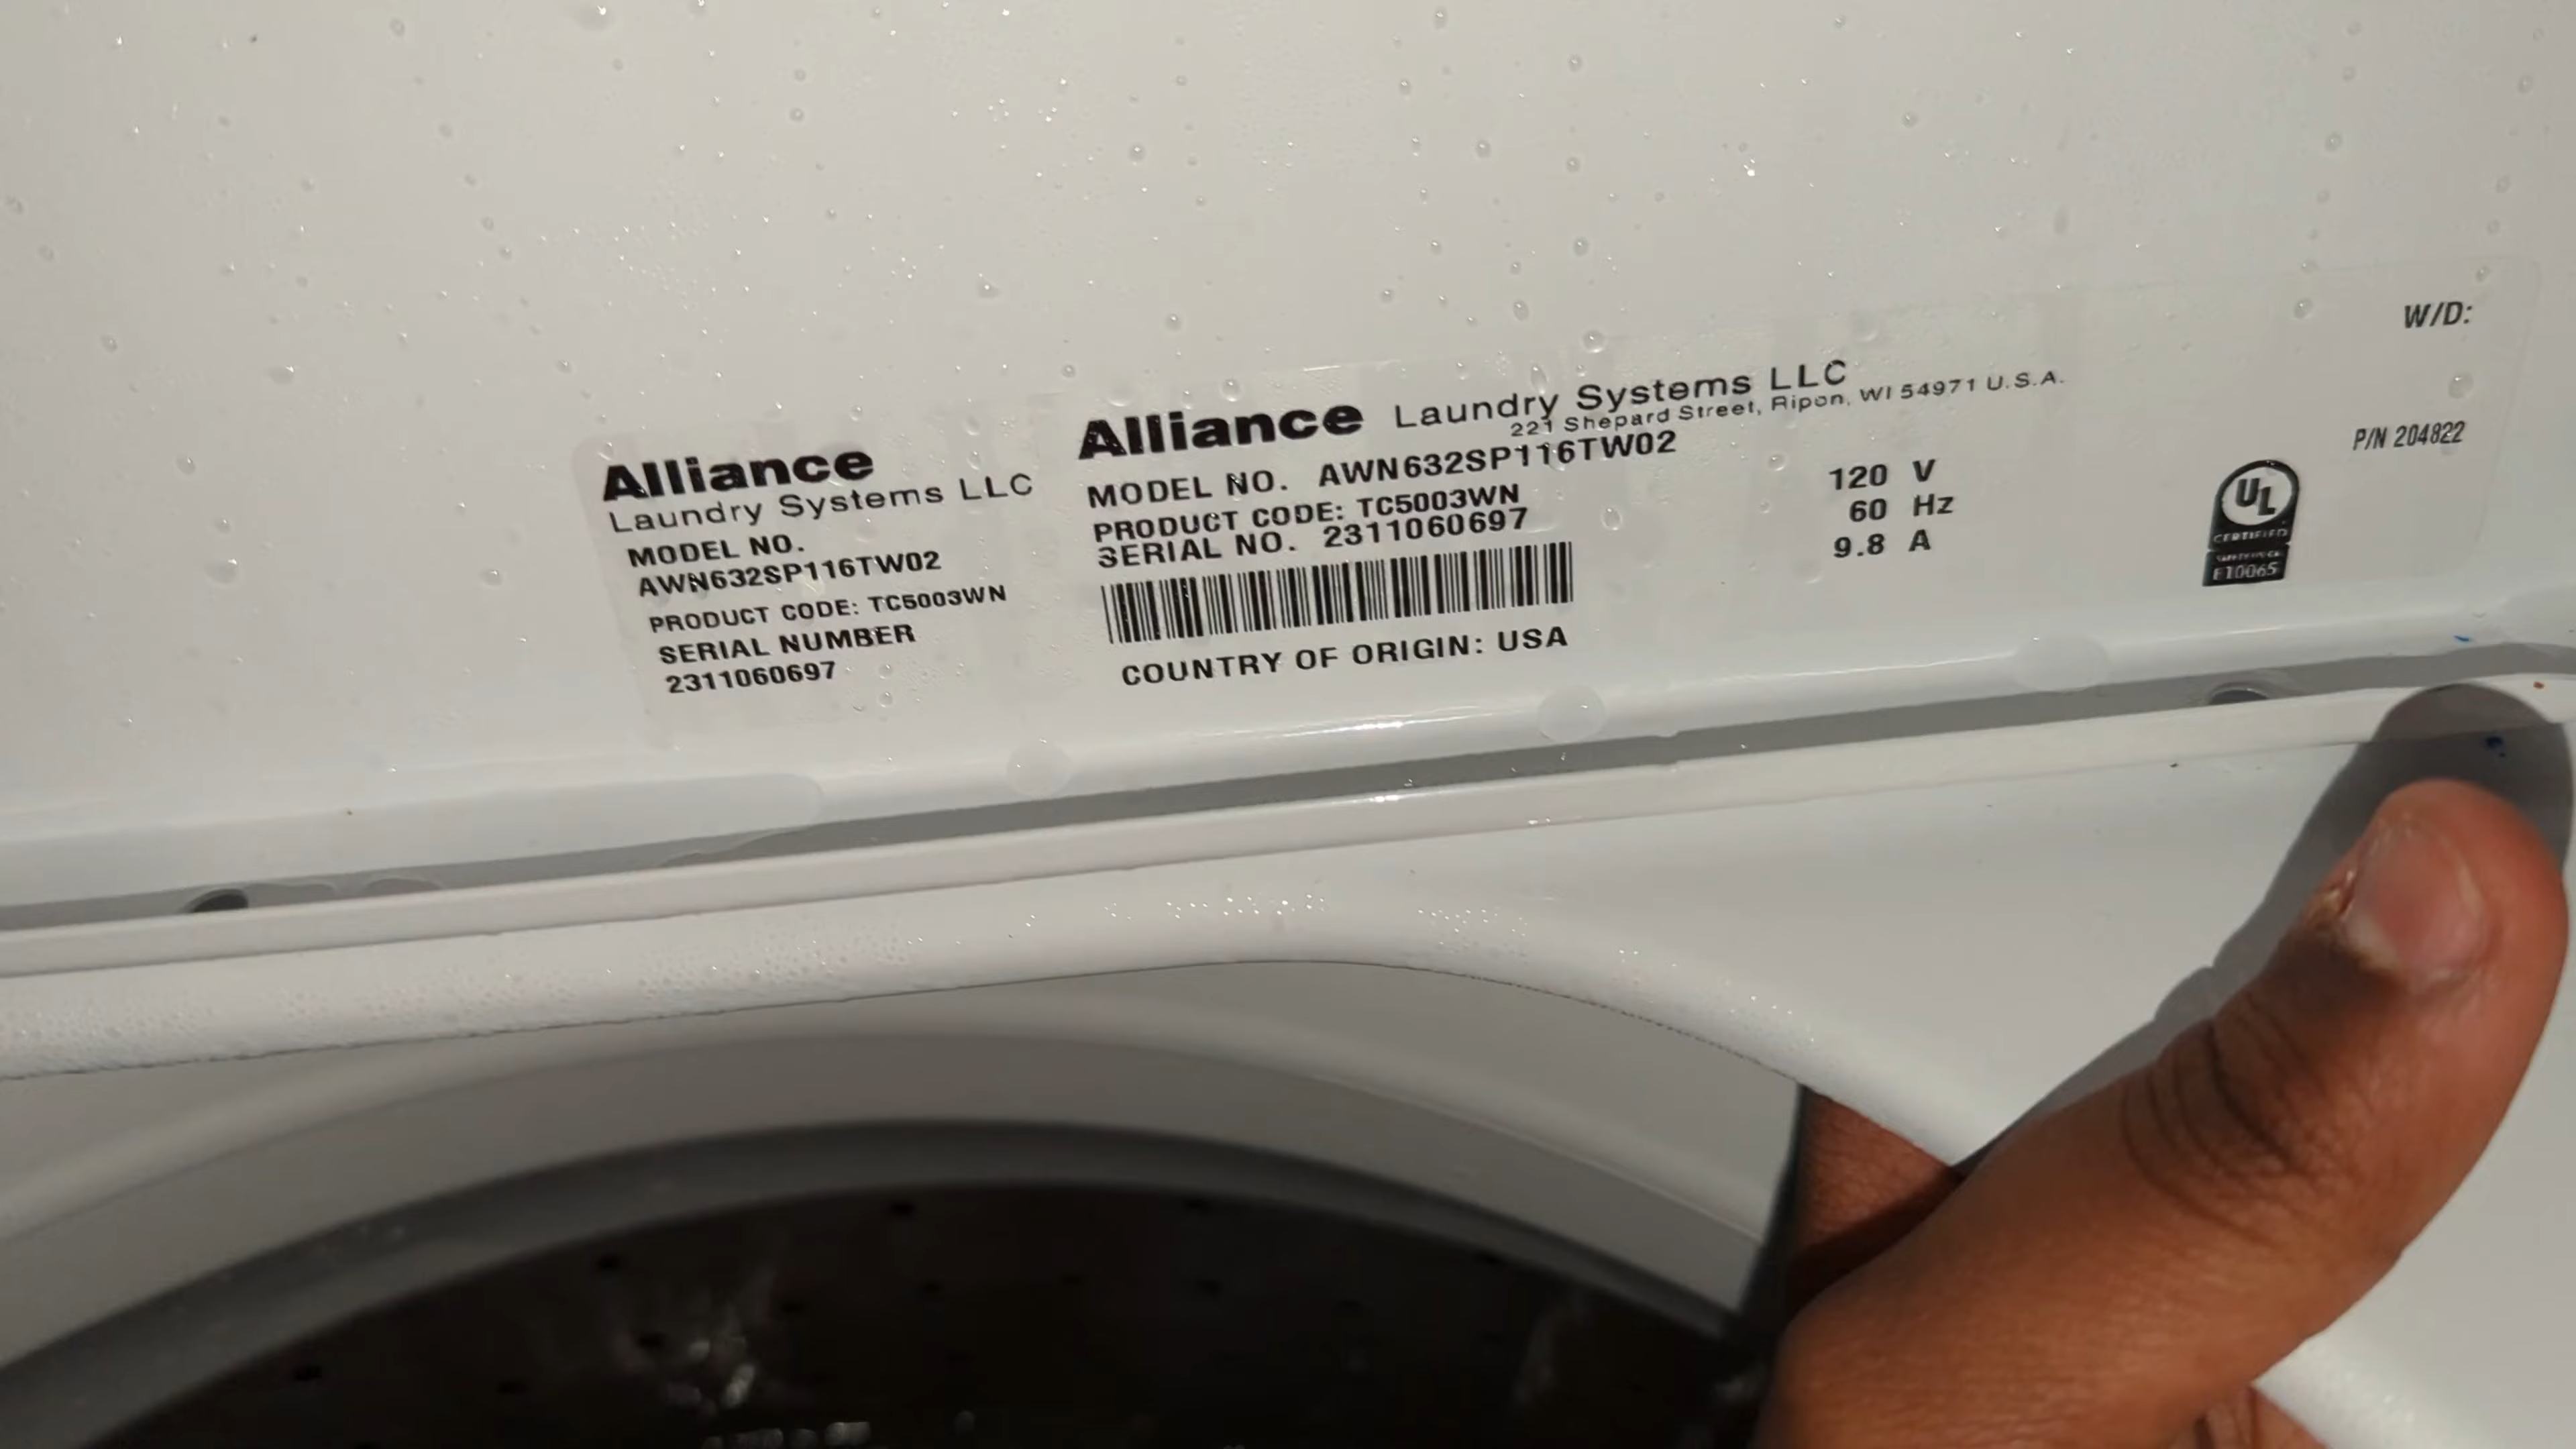 Alliance
Laundry Systems LLC
MODEL NO.
AWN632SP116TW02
PRODUCT CODE: TC5003WN
SERIAL NUMBER
2311060697
Alliance Laundry Systems LLC
221 Shepard Street, Ripon, WI 54971 U.S.A.
MODEL NO. AWN632SP116TW02
PRODUCT CODE: TC5003WN
SERIAL NO. 2311060697
COUNTRY OF ORIGIN: USA
120 V
60 Hz
9.8 A
W/D:
P/N 204822
UL
CERTIFIED
E10065